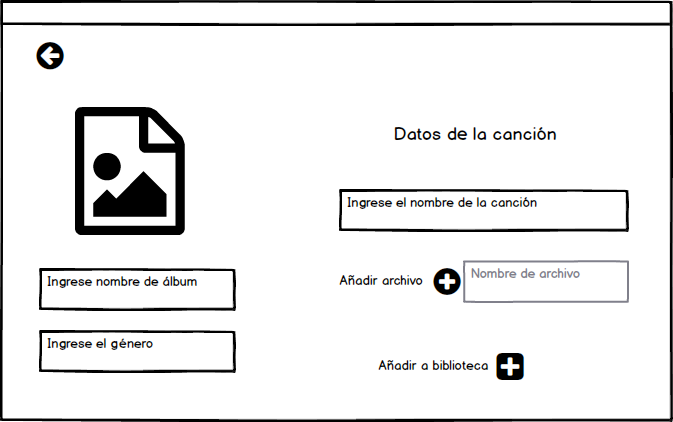 Datos de la canción
Ingrese el nombre de la canción
Ingrese nombre de álbum
Añadir archivo
Nombre de archivo
Ingrese el género
Añadir a biblioteca